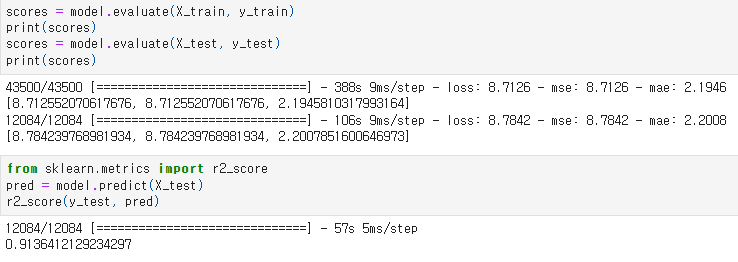 scores = model.evaluate(X_train, y_train)
print(scores)
scores = model.evaluate(X_test, y_test)
print(scores)
43500/43500 [==============================] - 388s 9ms/step - loss: 8.7126 - mse: 8.7126 - mae: 2.1946
[8.712552070617676, 8.712552070617676, 2.1945810317993164]
12084/12084 [==============================] - 106s 9ms/step - loss: 8.7842 - mse: 8.7842 - mae: 2.2008
[8.784239768981934, 8.784239768981934, 2.2007851600646973]
from sklearn.metrics import r2_score
pred = model.predict(X_test)
r2_score(y_test, pred)
12084/12084 [==============================] - 57s 5ms/step
0.9136412129234297